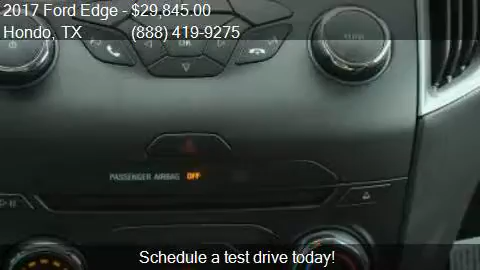 2017 Ford Edge - $29,845.00
Hondo, TX (888) 419-9275
OK
TUNE
PASSENGER AIRBAG OFF
Schedule a test drive today!